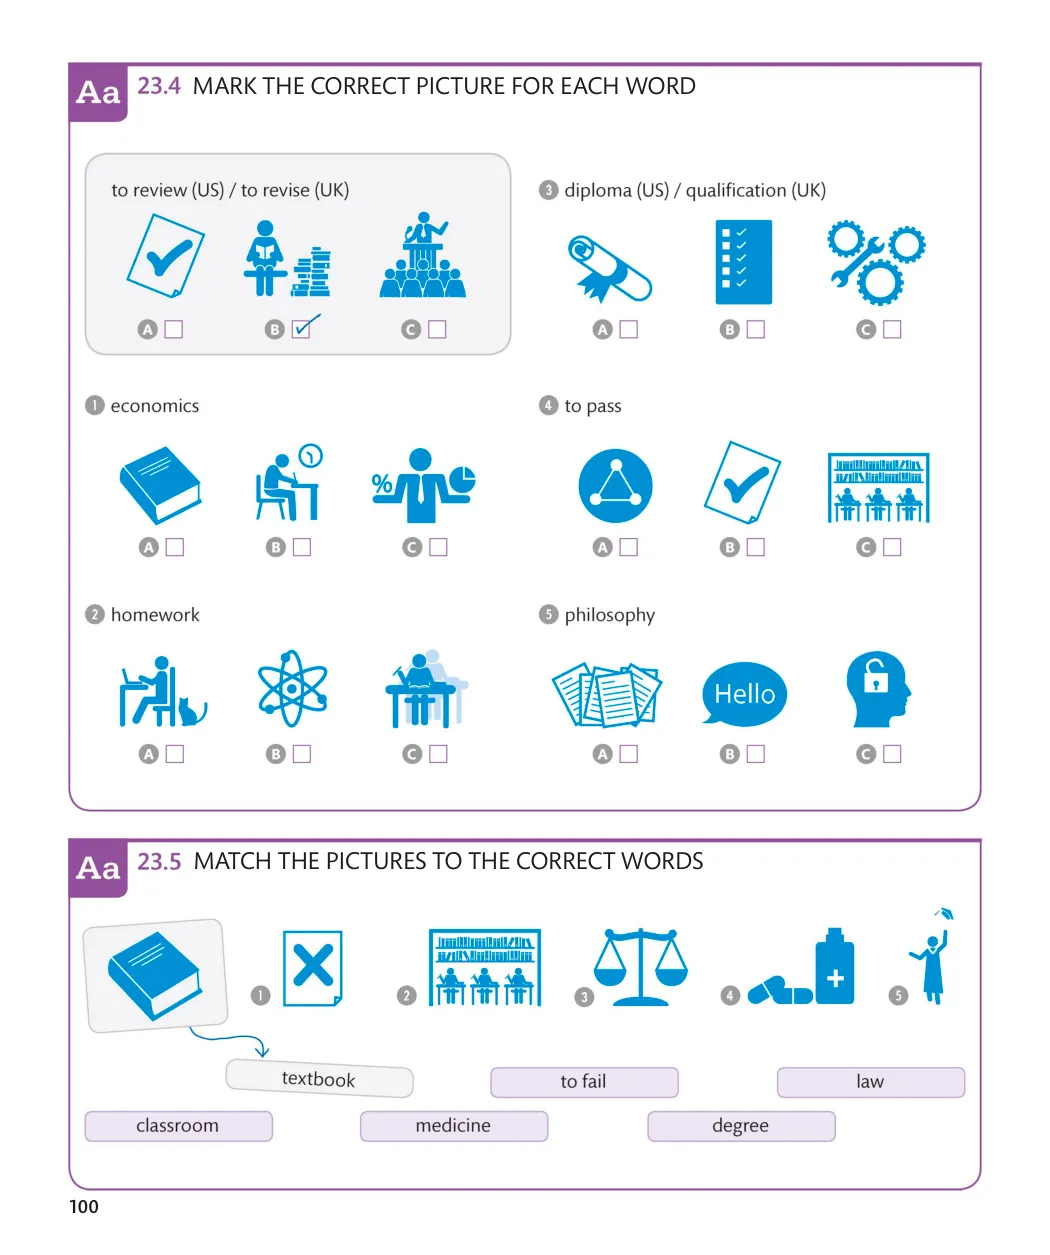 Aa 23.4 MARK THE CORRECT PICTURE FOR EACH WORD
to review (US) / to revise (UK)
A B C
1 economics
% 
A B C
2 homework
A B C
3 diploma (US) / qualification (UK)
A B C
4 to pass
A B C
5 philosophy
Hello
A B C
Aa 23.5 MATCH THE PICTURES TO THE CORRECT WORDS
1 2 3 4 5
textbook to fail law
classroom medicine degree
100